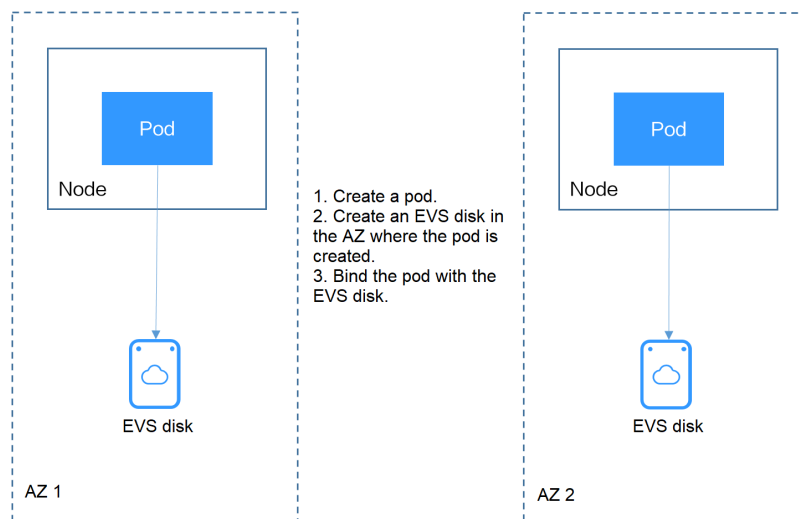 Pod
Node
EVS disk
AZ 1
1. Create a pod.
2. Create an EVS disk in
the AZ where the pod is
created.
3. Bind the pod with the
EVS disk.
Pod
Node
EVS disk
AZ 2